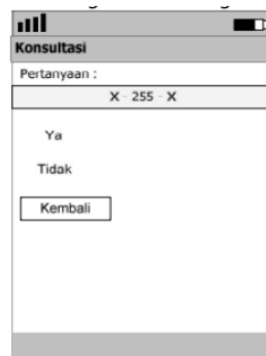 Konsultasi
Pertanyaan :
X - 255 - X
Ya
Tidak
Kembali